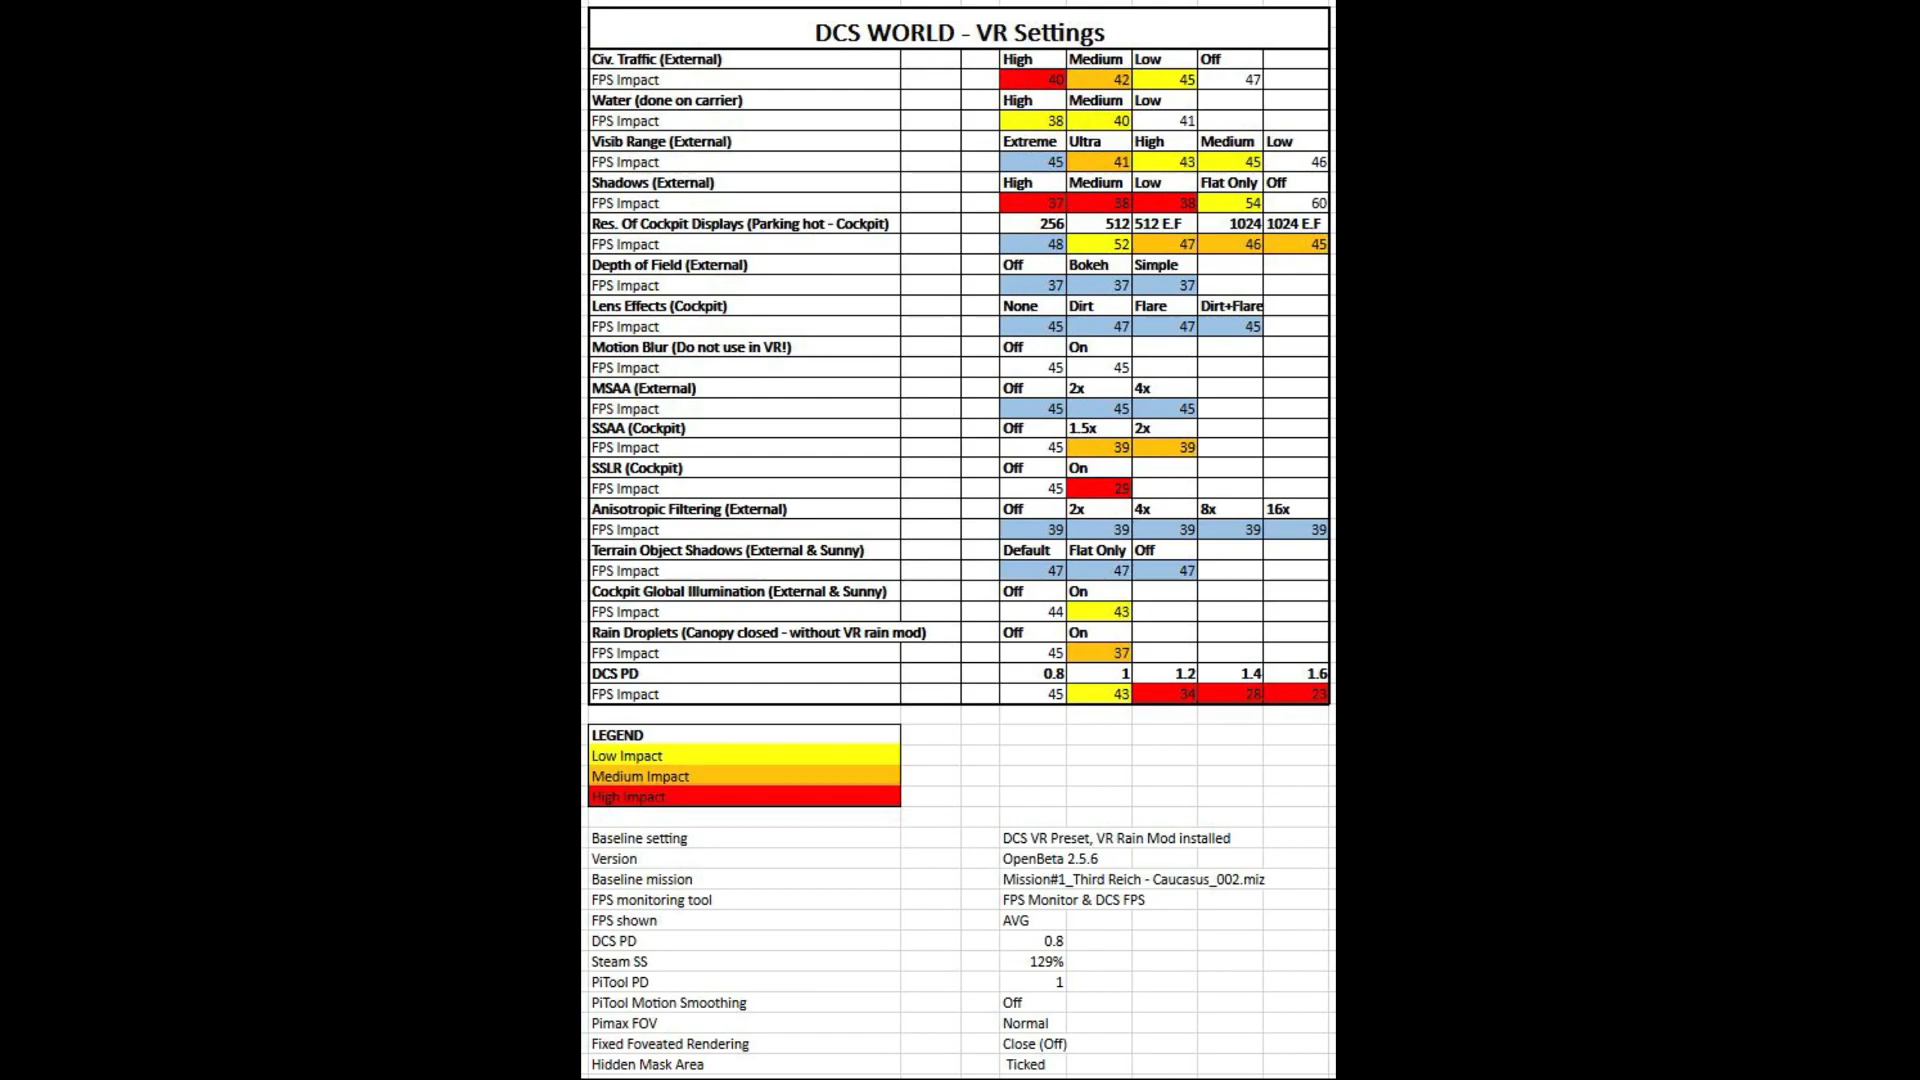 DCS WORLD - VR Settings
Civ. Traffic (External) High Medium Low Off
FPS Impact 40 42 45 47
Water (done on carrier) High Medium Low
FPS Impact 38 40 41
Visib Range (External) Extreme Ultra High Medium Low
FPS Impact 45 41 43 45 46
Shadows (External) High Medium Low Flat Only Off
FPS Impact 37 38 38 54 60
Res. Of Cockpit Displays (Parking hot - Cockpit) 256 512 512 E.F 1024 1024 E.F
FPS Impact 48 52 47 46 45
Depth of Field (External) Off Bokeh Simple
FPS Impact 37 37 37
Lens Effects (Cockpit) None Dirt Flare Dirt+Flare
FPS Impact 45 47 47 45
Motion Blur (Do not use in VR!) Off On
FPS Impact 45 45
MSAA (External) Off 2x 4x
FPS Impact 45 45 45
SSAA (Cockpit) Off 1.5x 2x
FPS Impact 45 39 39
SSLR (Cockpit) Off On
FPS Impact 45 29
Anisotropic Filtering (External) Off 2x 4x 8x 16x
FPS Impact 39 39 39 39 39
Terrain Object Shadows (External & Sunny) Default Flat Only Off
FPS Impact 47 47 47
Cockpit Global Illumination (External & Sunny) Off On
FPS Impact 44 43
Rain Droplets (Canopy closed - without VR rain mod) Off On
FPS Impact 45 37
DCS PD 0.8 1 1.2 1.4 1.6
FPS Impact 45 43 34 28 23
LEGEND
Low Impact
Medium Impact
High Impact
Baseline setting DCS VR Preset, VR Rain Mod installed
Version OpenBeta 2.5.6
Baseline mission Mission#1_Third Reich - Caucasus_002.miz
FPS monitoring tool FPS Monitor & DCS FPS
FPS shown AVG
DCS PD 0.8
Steam SS 129%
PiTool PD 1
PiTool Motion Smoothing Off
Pimax FOV Normal
Fixed Foveated Rendering Close (Off)
Hidden Mask Area Ticked